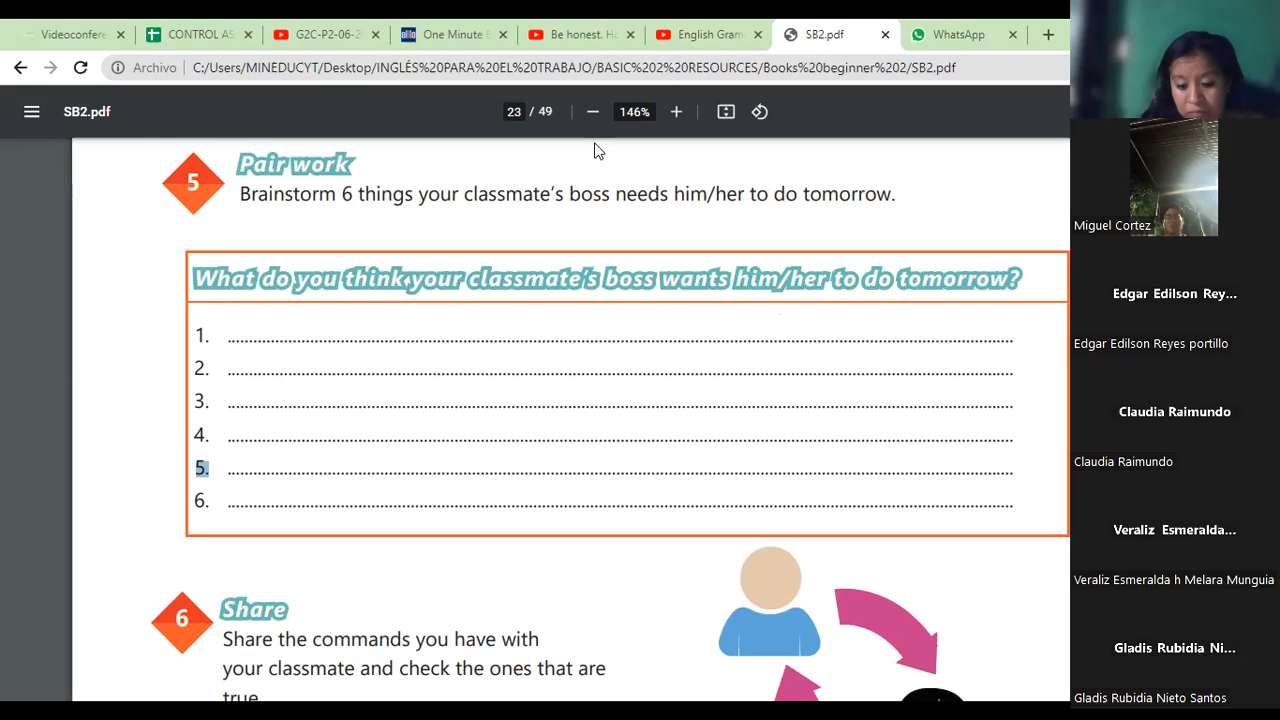 Videoconfere
CONTROL AS
G2C-P2-06-2
One Minute E
Be honest. Ho
English Gram
SB2.pdf
WhatsApp
Archivo
C:/Users/MINEDUCYT/Desktop/INGLÉS%20PARA%20EL%20TRABAJO/BASIC%202%20RESOURCES/Books%20beginner%202/SB2.pdf
SB2.pdf
23 / 49
146%
5
Pair work
Brainstorm 6 things your classmate's boss needs him/her to do tomorrow.
What do you think your classmate's boss wants him/her to do tomorrow?
1.
2.
3.
4.
5.
6.
6
Share
Share the commands you have with
your classmate and check the ones that are
true
Miguel Cortez
Edgar Edilson Rey...
Edgar Edilson Reyes portillo
Claudia Raimundo
Claudia Raimundo
Veraliz Esmeralda...
Veraliz Esmeralda h Melara Munguia
Gladis Rubidia Ni...
Gladis Rubidia Nieto Santos